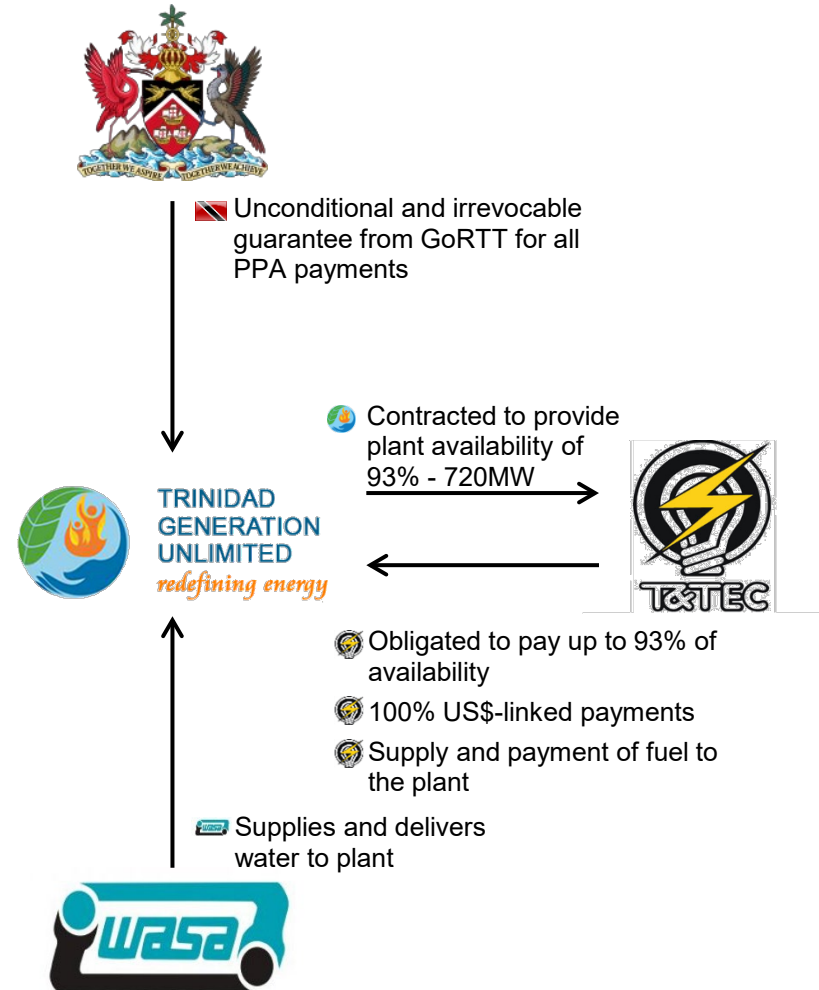 TOGETHER WE ASPIRE TOGETHER WE ACHIEVE
Unconditional and irrevocable
guarantee from GoRTT for all
PPA payments
Contracted to provide
plant availability of
93% - 720MW
TRINIDAD
GENERATION
UNLIMITED
redefining energy
T&TEC
Obligated to pay up to 93% of
availability
100% US$-linked payments
Supply and payment of fuel to
the plant
wasa
Supplies and delivers
water to plant
wasa